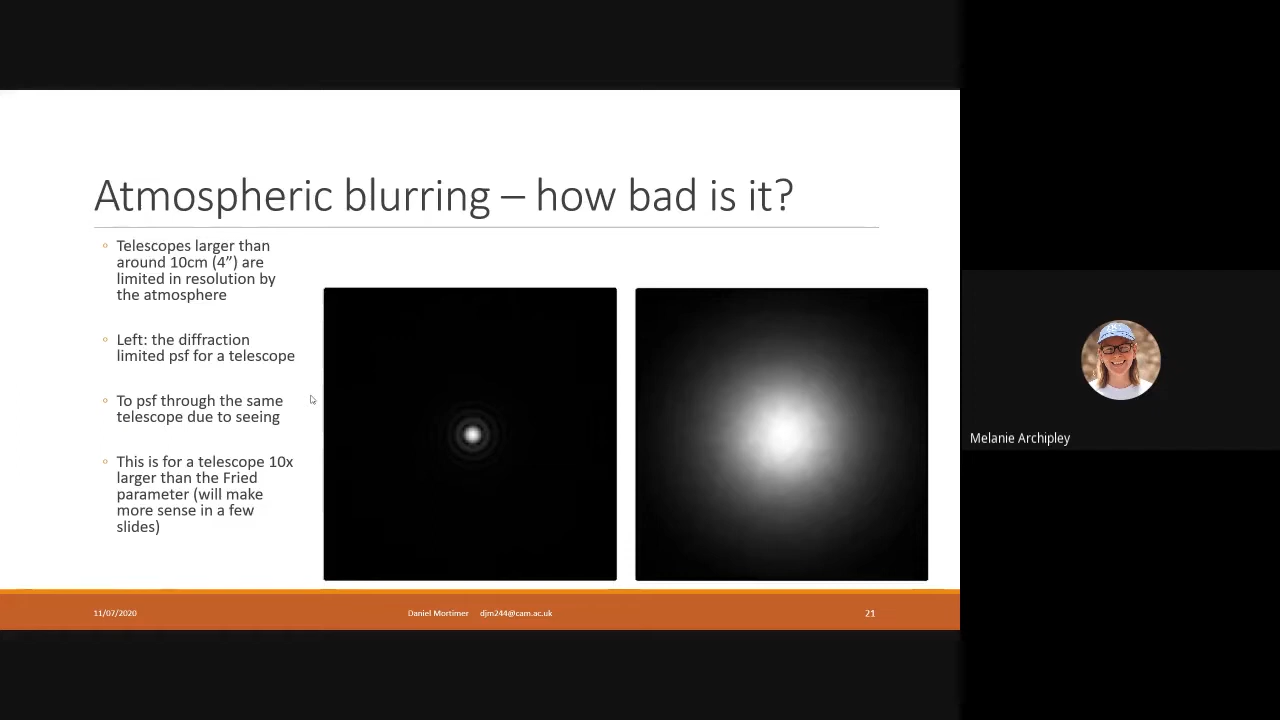 Atmospheric blurring – how bad is it?
◦ Telescopes larger than
around 10cm (4”) are
limited in resolution by
the atmosphere
◦ Left: the diffraction
limited psf for a telescope
◦ To psf through the same
telescope due to seeing
◦ This is for a telescope 10x
larger than the Fried
parameter (will make
more sense in a few
slides)
11/07/2020
Daniel Mortimer djm244@cam.ac.uk
21
Melanie Archipley